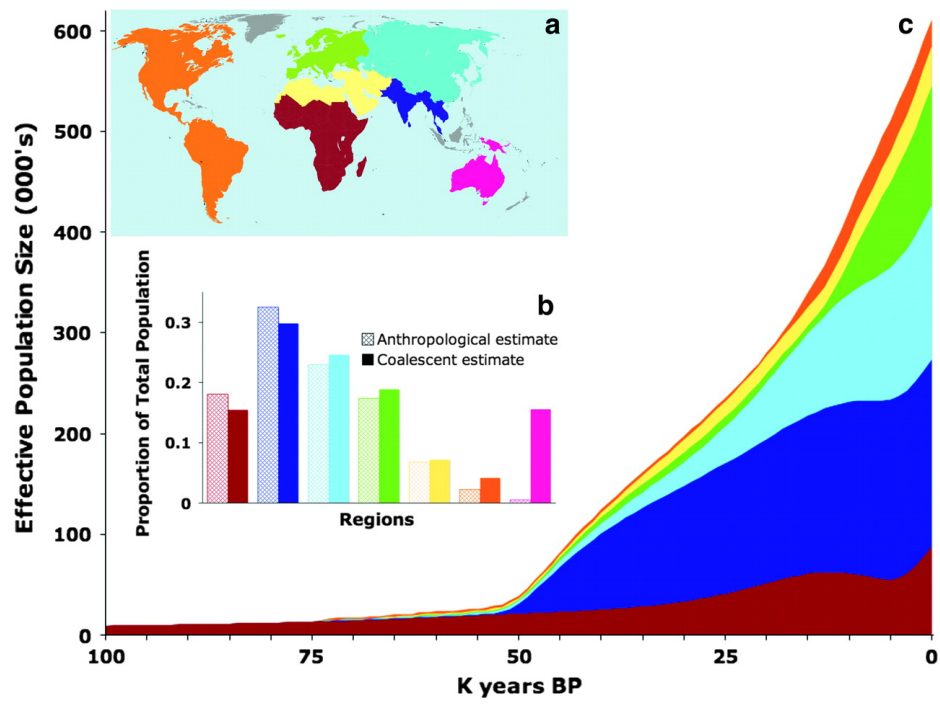 a
c
600
500
400
300
200
100
0
Effective Population Size (000's)
b
Proportion of Total Population
0.3
0.2
0.1
0
Anthropological estimate
Coalescent estimate
Regions
100
75
50
25
0
K years BP